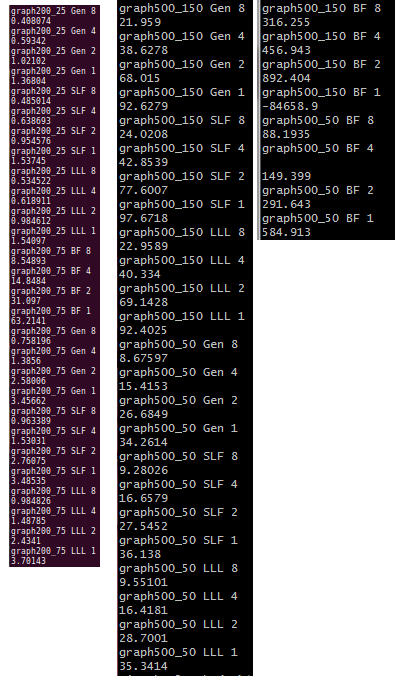 graph200_25 Gen 8
0.408074
graph200_25 Gen 4
0.59342
graph200_25 Gen 2
1.02102
graph200_25 Gen 1
1.36804
graph200_25 SLF 8
0.485014
graph200_25 SLF 4
0.638693
graph200_25 SLF 2
0.954576
graph200_25 SLF 1
1.53745
graph200_25 LLL 8
0.534522
graph200_25 LLL 4
0.618911
graph200_25 LLL 2
0.984612
graph200_25 LLL 1
1.54097
graph200_75 BF 8
8.54893
graph200_75 BF 4
14.8484
graph200_75 BF 2
31.097
graph200_75 BF 1
63.2141
graph200_75 Gen 8
0.758196
graph200_75 Gen 4
1.3856
graph200_75 Gen 2
2.58006
graph200_75 Gen 1
3.45662
graph200_75 SLF 8
0.963389
graph200_75 SLF 4
1.53031
graph200_75 SLF 2
2.76075
graph200_75 SLF 1
3.48535
graph200_75 LLL 8
0.984826
graph200_75 LLL 4
1.48785
graph200_75 LLL 2
2.4341
graph200_75 LLL 1
3.70143
graph500_150 Gen 8
21.959
graph500_150 Gen 4
38.6278
graph500_150 Gen 2
68.015
graph500_150 Gen 1
92.6279
graph500_150 SLF 8
24.0208
graph500_150 SLF 4
42.8539
graph500_150 SLF 2
77.6007
graph500_150 SLF 1
97.6718
graph500_150 LLL 8
22.9589
graph500_150 LLL 4
40.334
graph500_150 LLL 2
69.1428
graph500_150 LLL 1
92.4025
graph500_50 Gen 8
8.67597
graph500_50 Gen 4
15.4153
graph500_50 Gen 2
26.6849
graph500_50 Gen 1
34.2614
graph500_50 SLF 8
9.28026
graph500_50 SLF 4
16.6579
graph500_50 SLF 2
27.5452
graph500_50 SLF 1
36.138
graph500_50 LLL 8
9.55101
graph500_50 LLL 4
16.4181
graph500_50 LLL 2
28.7001
graph500_50 LLL 1
35.3414
graph500_150 BF 8
316.255
graph500_150 BF 4
456.943
graph500_150 BF 2
892.404
graph500_150 BF 1
-84658.9
graph500_50 BF 8
88.1935
graph500_50 BF 4
149.399
graph500_50 BF 2
291.643
graph500_50 BF 1
584.913